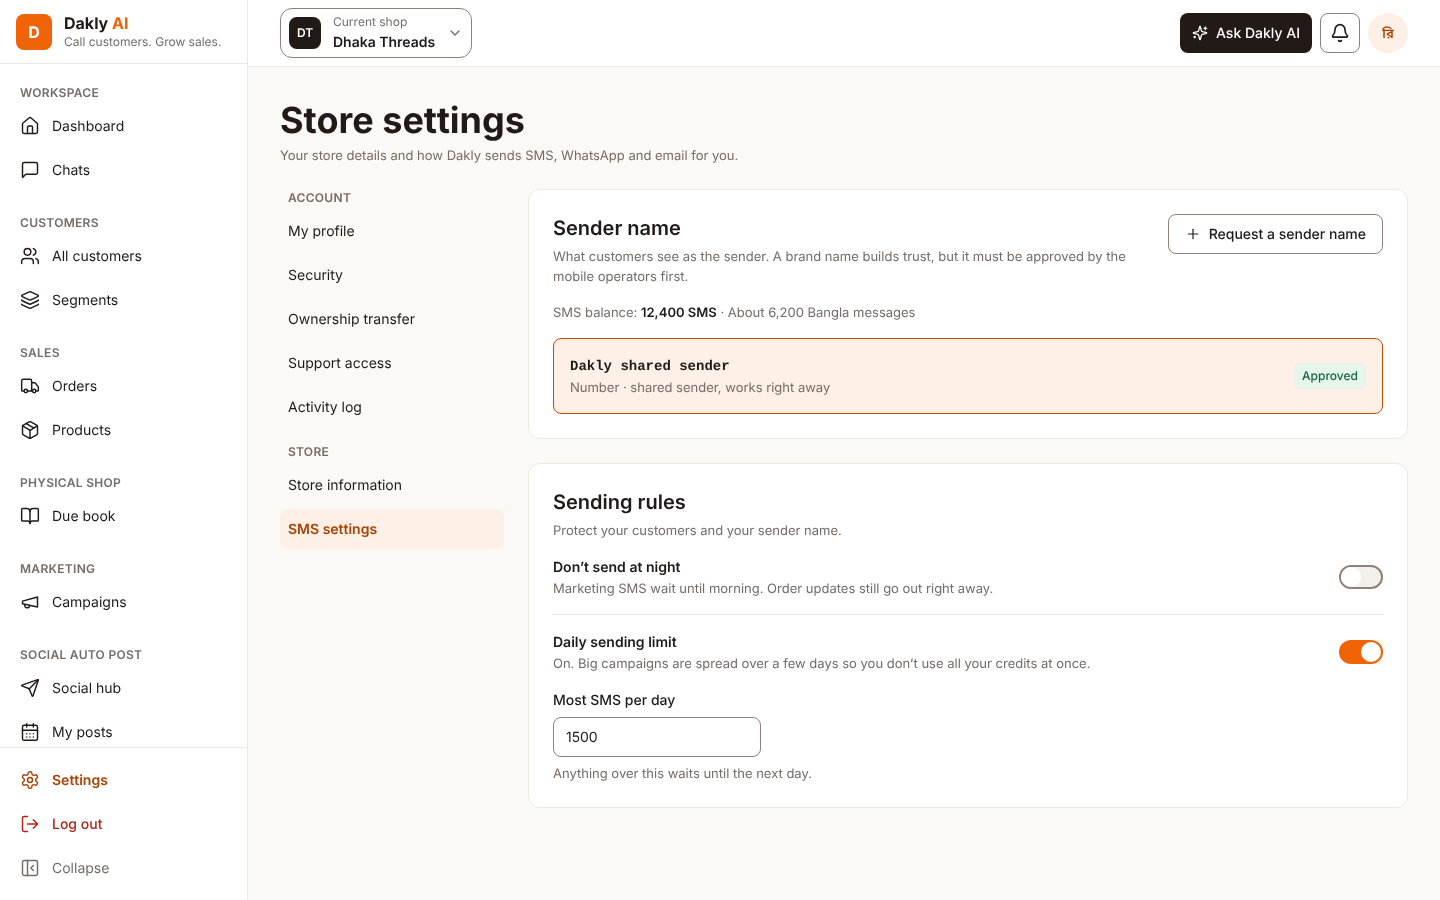 D
Dakly AI
Call customers. Grow sales.
WORKSPACE
Dashboard
Chats
CUSTOMERS
All customers
Segments
SALES
Orders
Products
PHYSICAL SHOP
Due book
MARKETING
Campaigns
SOCIAL AUTO POST
Social hub
My posts
Settings
Log out
Collapse
DT
Current shop
Dhaka Threads
Ask Dakly AI
রি
Store settings
Your store details and how Dakly sends SMS, WhatsApp and email for you.
ACCOUNT
My profile
Security
Ownership transfer
Support access
Activity log
STORE
Store information
SMS settings
Sender name
What customers see as the sender. A brand name builds trust, but it must be approved by the
mobile operators first.
Request a sender name
SMS balance: 12,400 SMS · About 6,200 Bangla messages
Dakly shared sender
Number · shared sender, works right away
Approved
Sending rules
Protect your customers and your sender name.
Don’t send at night
Marketing SMS wait until morning. Order updates still go out right away.
Daily sending limit
On. Big campaigns are spread over a few days so you don’t use all your credits at once.
Most SMS per day
1500
Anything over this waits until the next day.